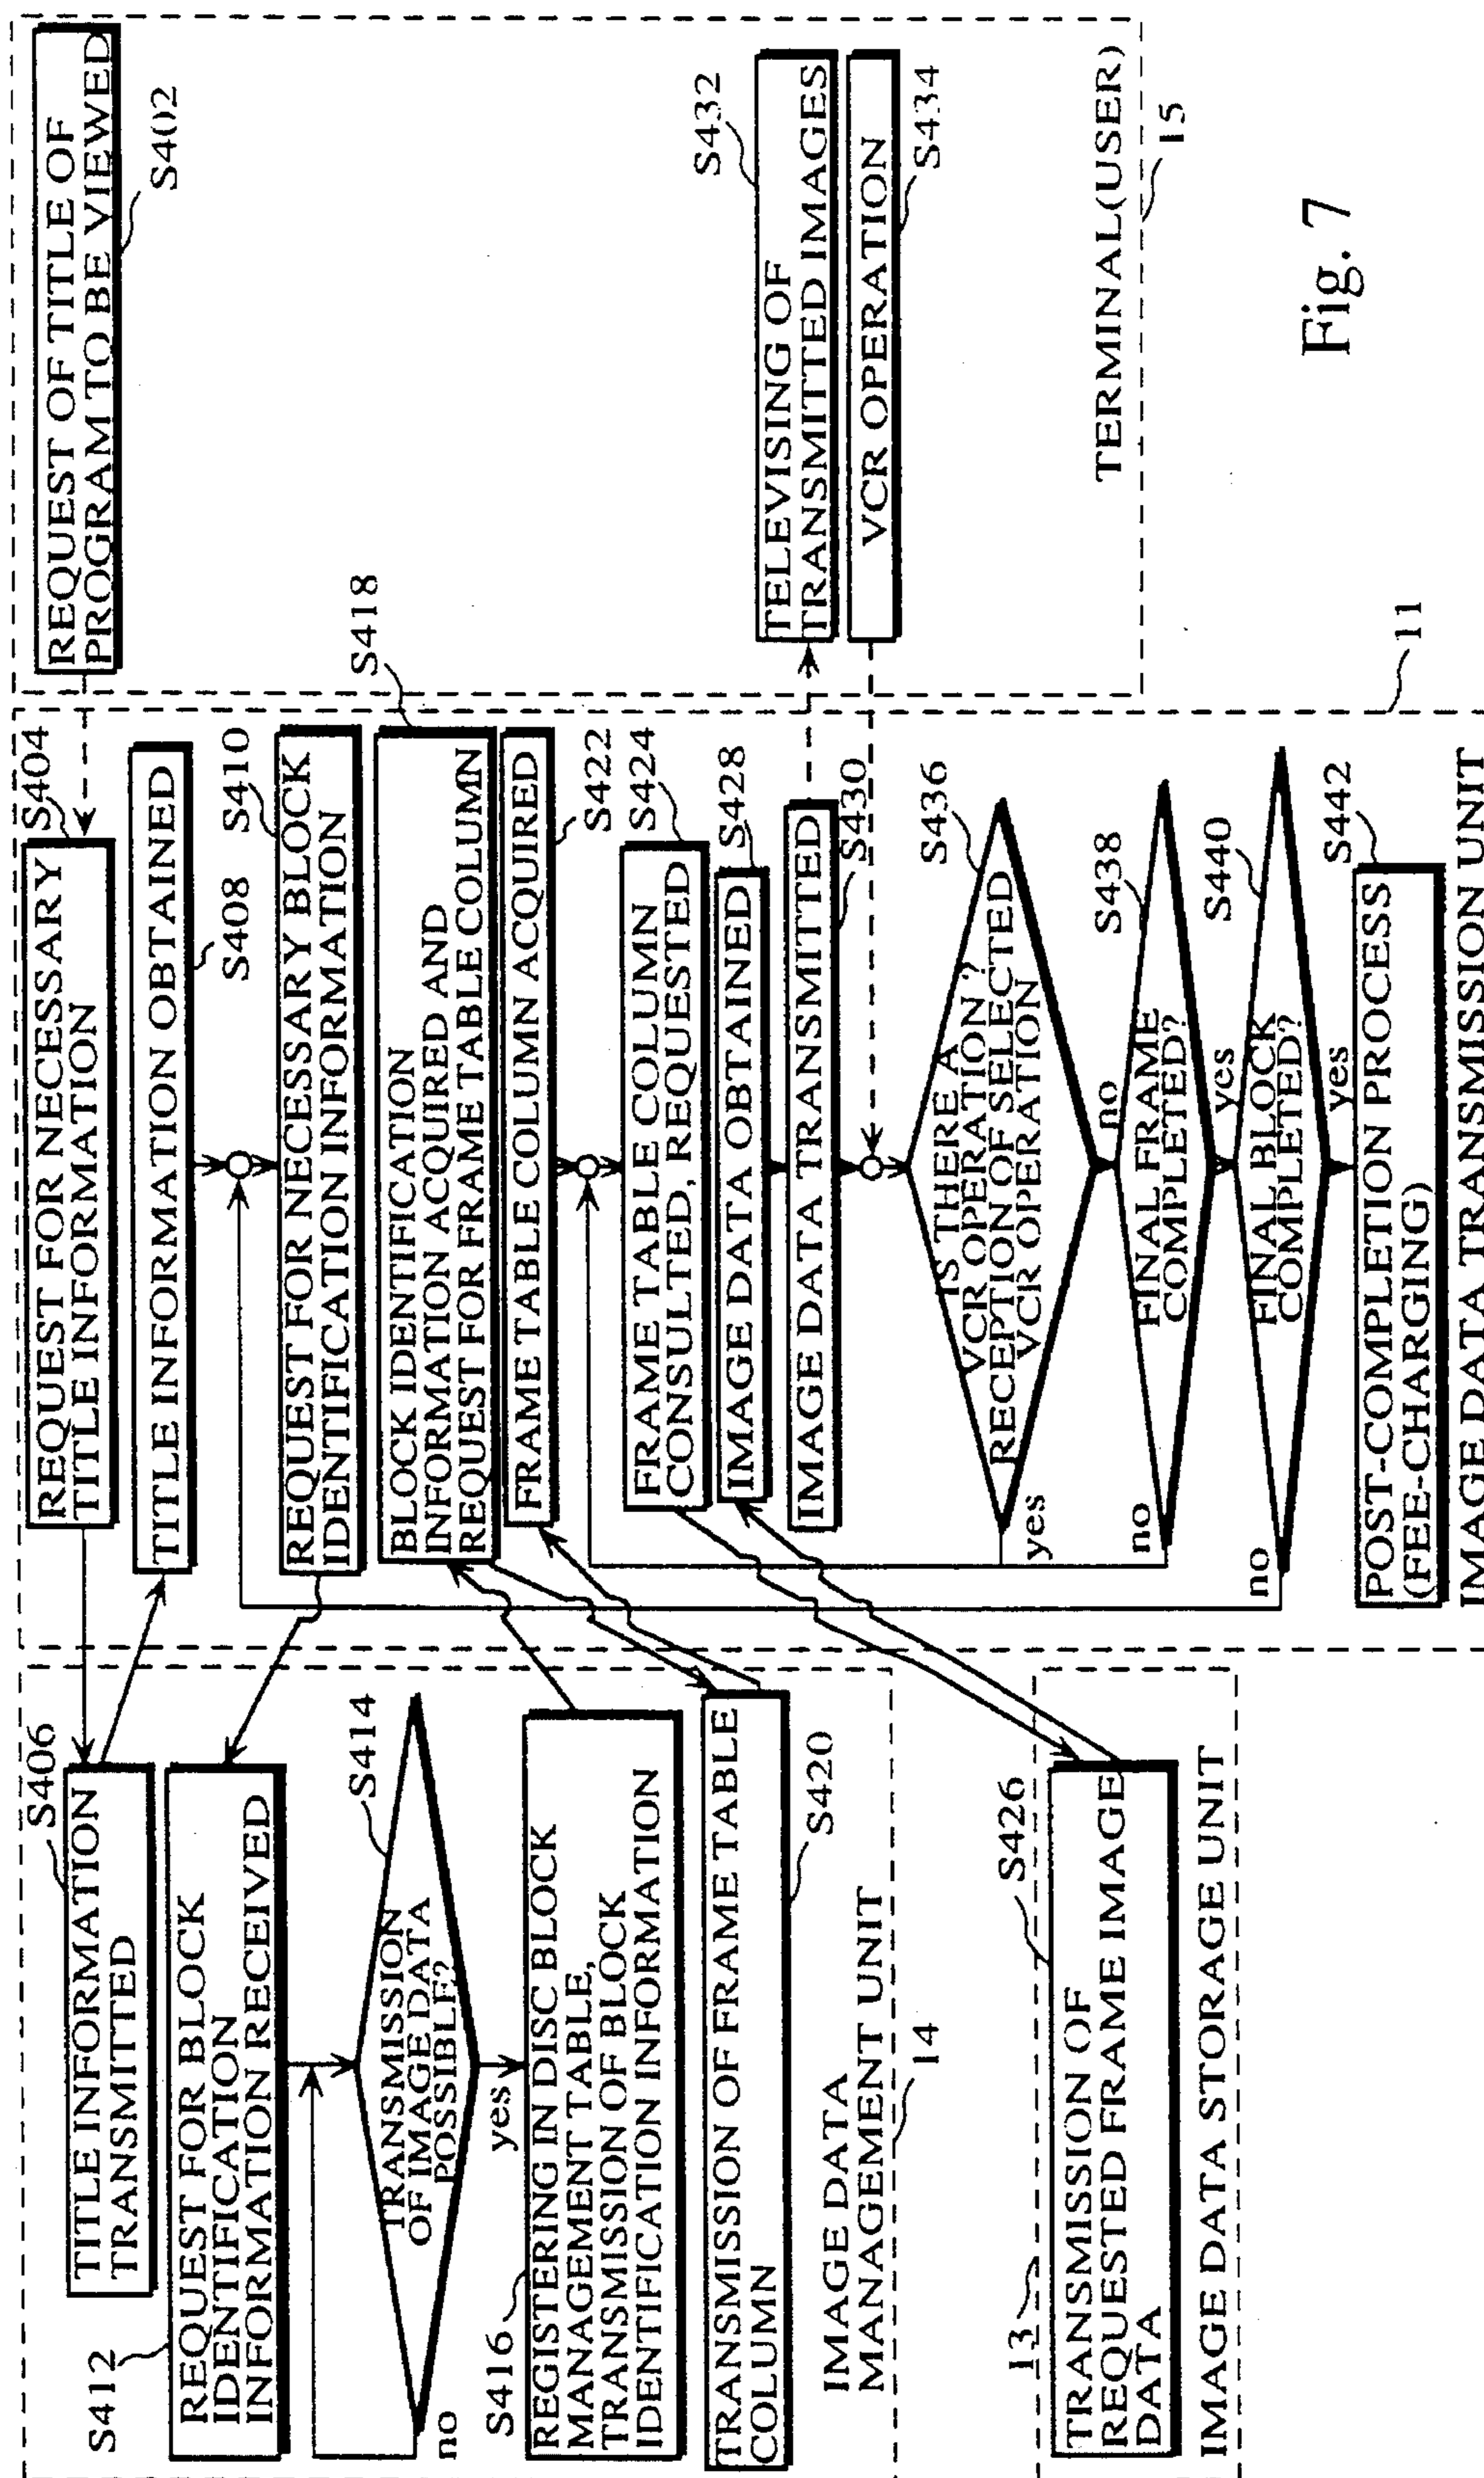 S406
TITLE INFORMATION
TRANSMITTED
S412
REQUEST FOR BLOCK
IDENTIFICATION
INFORMATION RECEIVED
S414
TRANSMISSION
OF IMAGE DATA
POSSIBLE?
no
yes
S416
REGISTERING IN DISC BLOCK
MANAGEMENT TABLE,
TRANSMISSION OF BLOCK
IDENTIFICATION INFORMATION
TRANSMISSION OF FRAME TABLE
COLUMN
S420
IMAGE DATA
MANAGEMENT UNIT
14
13
S426
TRANSMISSION OF
REQUESTED FRAME IMAGE
DATA
IMAGE DATA STORAGE UNIT
S404
REQUEST FOR NECESSARY
TITLE INFORMATION
TITLE INFORMATION OBTAINED
S408
S410
REQUEST FOR NECESSARY BLOCK
IDENTIFICATION INFORMATION
S418
BLOCK IDENTIFICATION
INFORMATION ACQUIRED AND
REQUEST FOR FRAME TABLE COLUMN
FRAME TABLE COLUMN ACQUIRED
S422
S424
FRAME TABLE COLUMN
CONSULTED, REQUESTED
S428
IMAGE DATA OBTAINED
IMAGE DATA TRANSMITTED
S430
S436
IS THERE A
VCR OPERATION?
RECEPTION OF SELECTED
VCR OPERATION
yes
no
S438
FINAL FRAME
COMPLETED?
no
yes
S440
FINAL BLOCK
COMPLETED?
no
yes
S442
POST-COMPLETION PROCESS
(FEE-CHARGING)
IMAGE DATA TRANSMISSION UNIT
11
REQUEST OF TITLE OF
PROGRAM TO BE VIEWED
S402
S432
TELEVISING OF
TRANSMITTED IMAGES
VCR OPERATION
S434
TERMINAL(USER)
15
Fig. 7